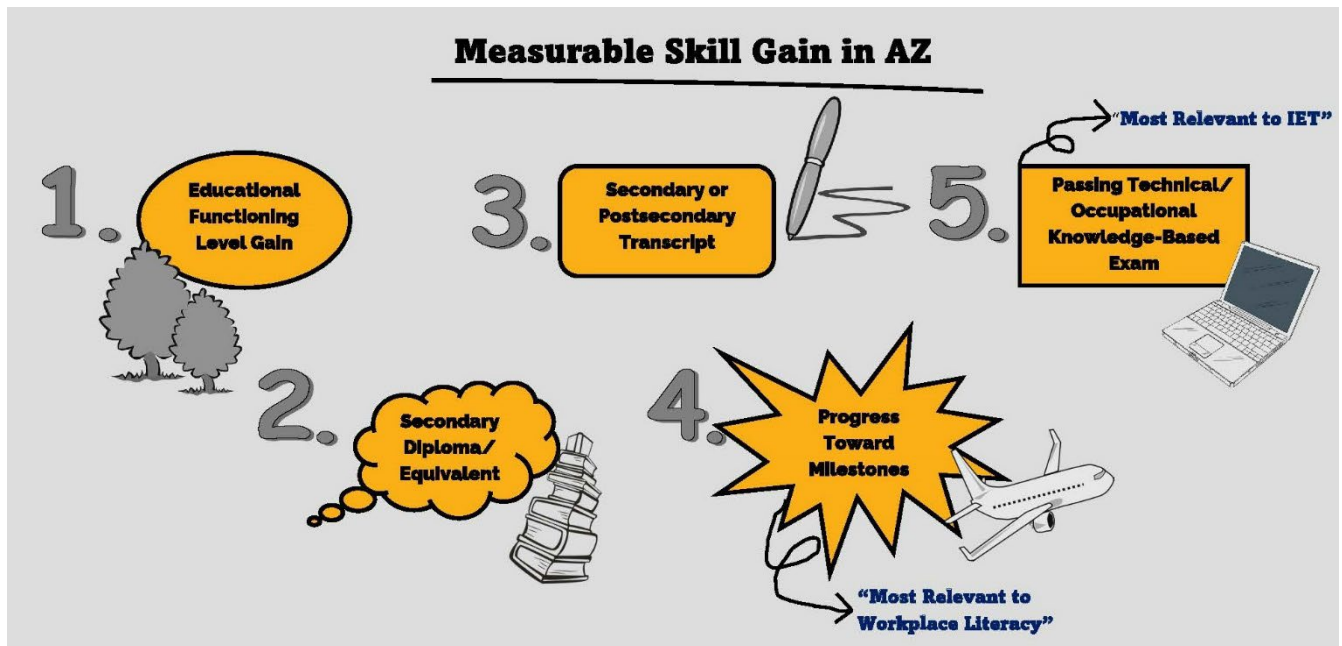 Measurable Skill Gain in AZ
1.
Educational
Functioning
Level Gain
2.
Secondary
Diploma/
Equivalent
3.
Secondary or
Postsecondary
Transcript
4.
Progress
Toward
Milestones
“Most Relevant to
Workplace Literacy”
5.
“Most Relevant to IET”
Passing Technical/
Occupational
Knowledge-Based
Exam